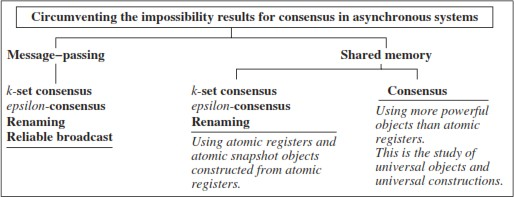 Circumventing the impossibility results for consensus in asynchronous systems
Message−passing
k-set consensus
epsilon-consensus
Renaming
Reliable broadcast
Shared memory
k-set consensus
epsilon-consensus
Renaming
Using atomic registers and
atomic snapshot objects
constructed from atomic
registers.
Consensus
Using more powerful
objects than atomic
registers.
This is the study of
universal objects and
universal constructions.